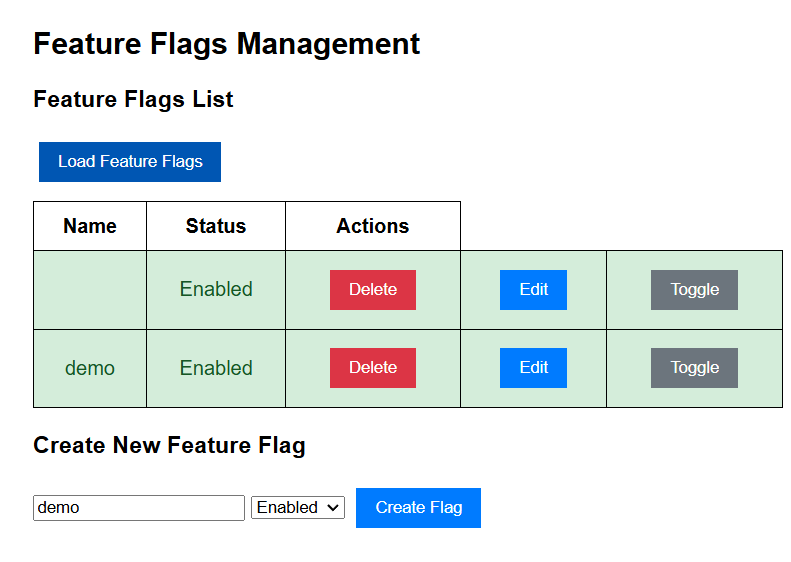 Feature Flags Management
Feature Flags List
Load Feature Flags
Name Status Actions
Enabled Delete Edit Toggle
demo Enabled Delete Edit Toggle
Create New Feature Flag
demo Enabled Create Flag